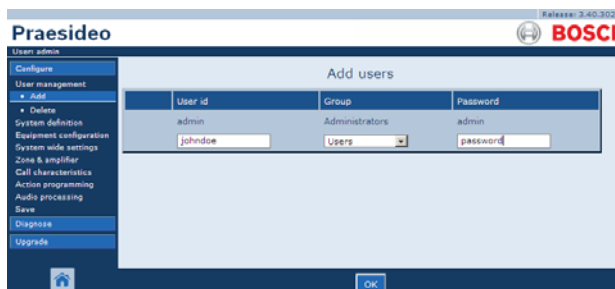 Release: 3.40.302
Praesideo
BOSCH
User: admin
Configure
User management
• Add
• Delete
System definition
Equipment configuration
System wide settings
Zone & amplifier
Call characteristics
Action programming
Audio processing
Save
Diagnose
Upgrade
Add users
User id Group Password
admin Administrators admin
johndoe Users password
OK